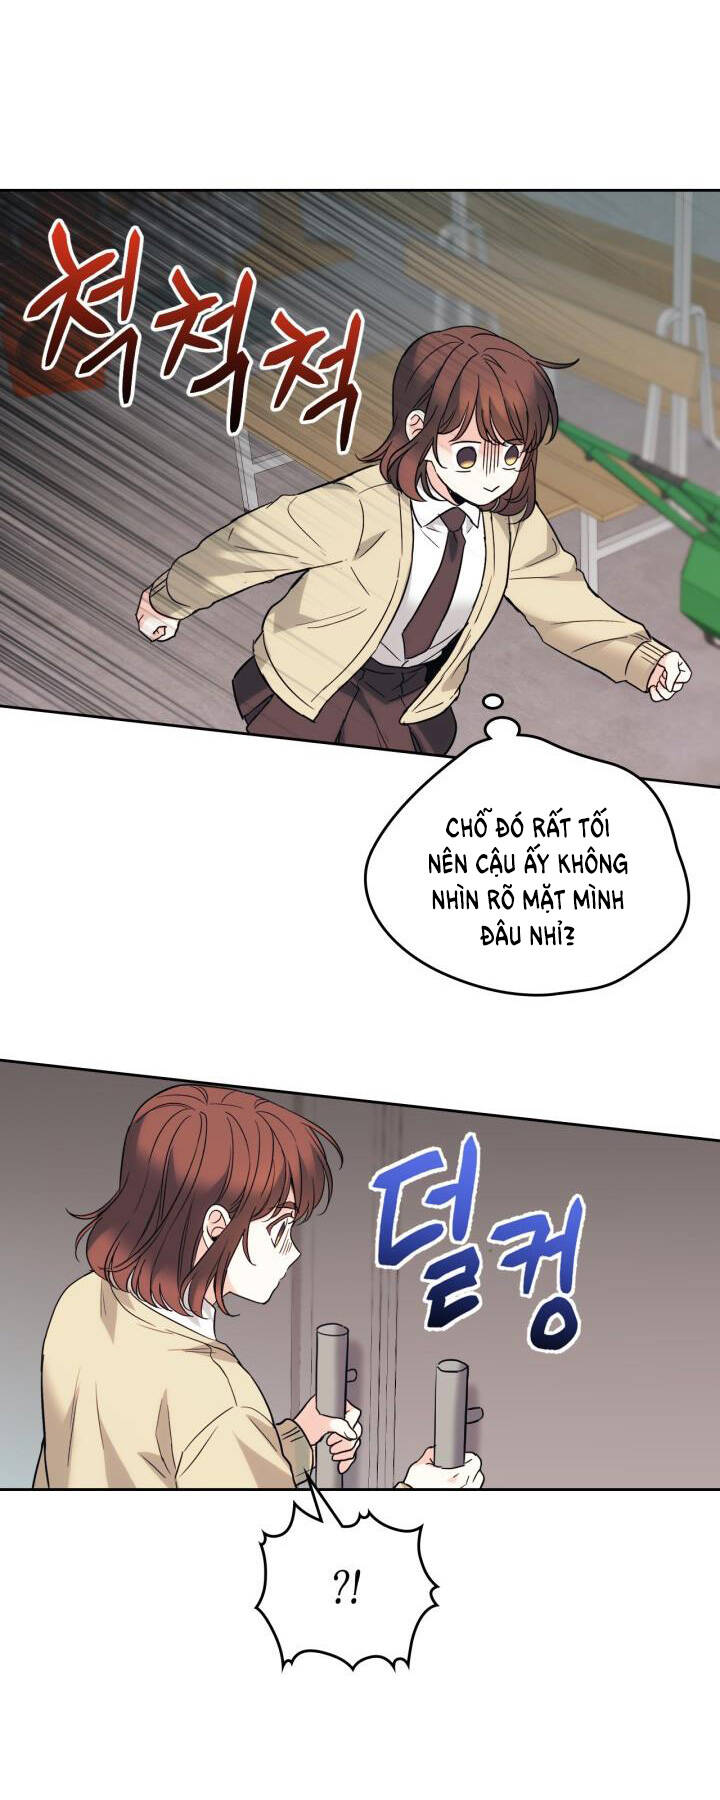 척척척
CHỖ ĐÓ RẤT TỐI
NÊN CẬU ẤY KHÔNG
NHÌN RÕ MẶT MÌNH
ĐÂU NHỈ?
덜컹
?!